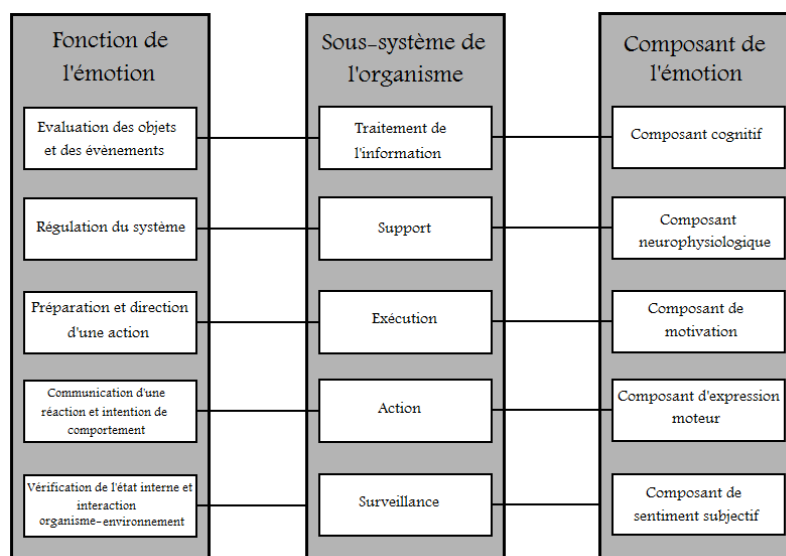 Fonction de
l'émotion
Evaluation des objets
et des évènements
Régulation du système
Préparation et direction
d'une action
Communication d'une
réaction et intention de
comportement
Vérification de l'état interne et
interaction
organisme-environnement
Sous-système de
l'organisme
Traitement de
l'information
Support
Exécution
Action
Surveillance
Composant de
l'émotion
Composant cognitif
Composant
neurophysiologique
Composant de
motivation
Composant d'expression
moteur
Composant de
sentiment subjectif